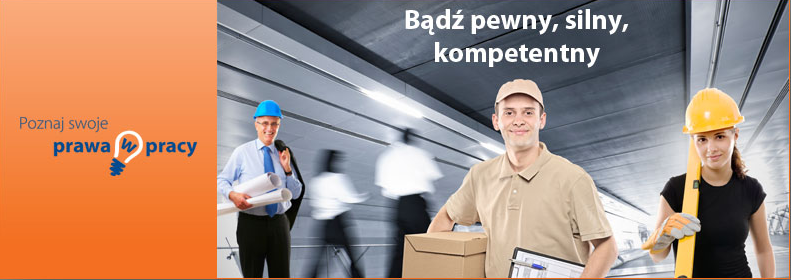 Poznaj swoje
prawa w pracy
Bądź pewny, silny,
kompetentny